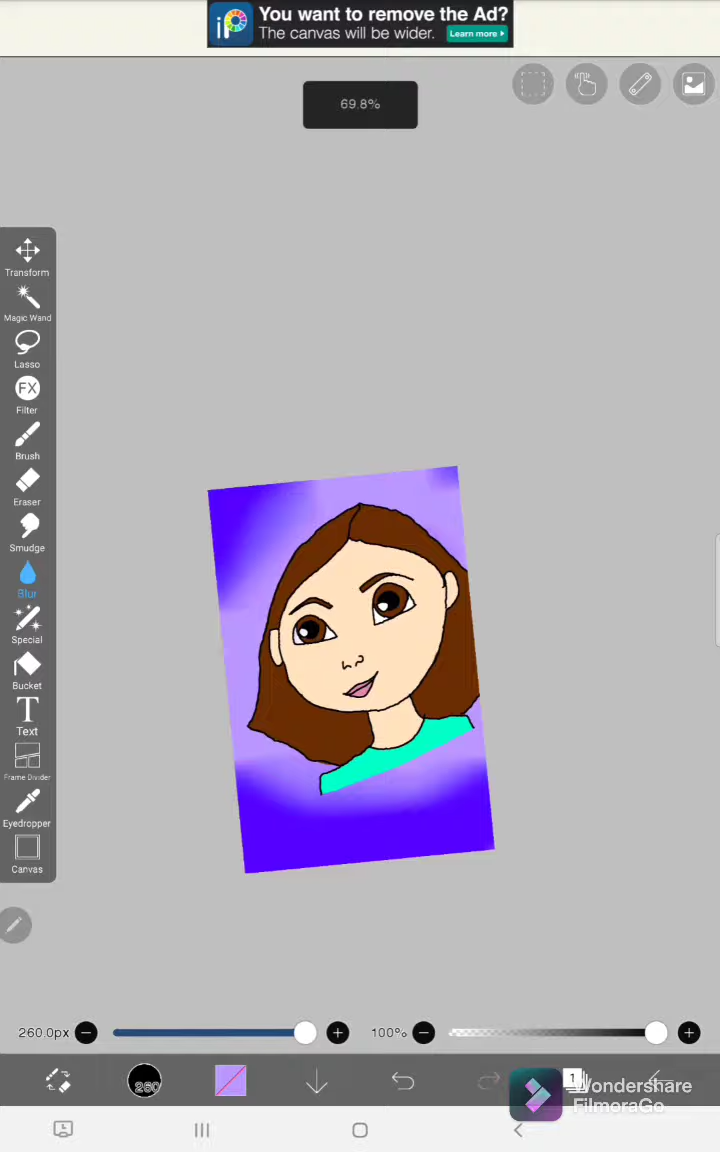 You want to remove the Ad?
The canvas will be wider.
Learn more
iP
69.8%
Transform
Magic Wand
Lasso
FX
Filter
Brush
Eraser
Smudge
Blur
Special
Bucket
T
Text
Frame Divider
Eyedropper
Canvas
260.0px
100%
260
1
Wondershare
FilmoraGo